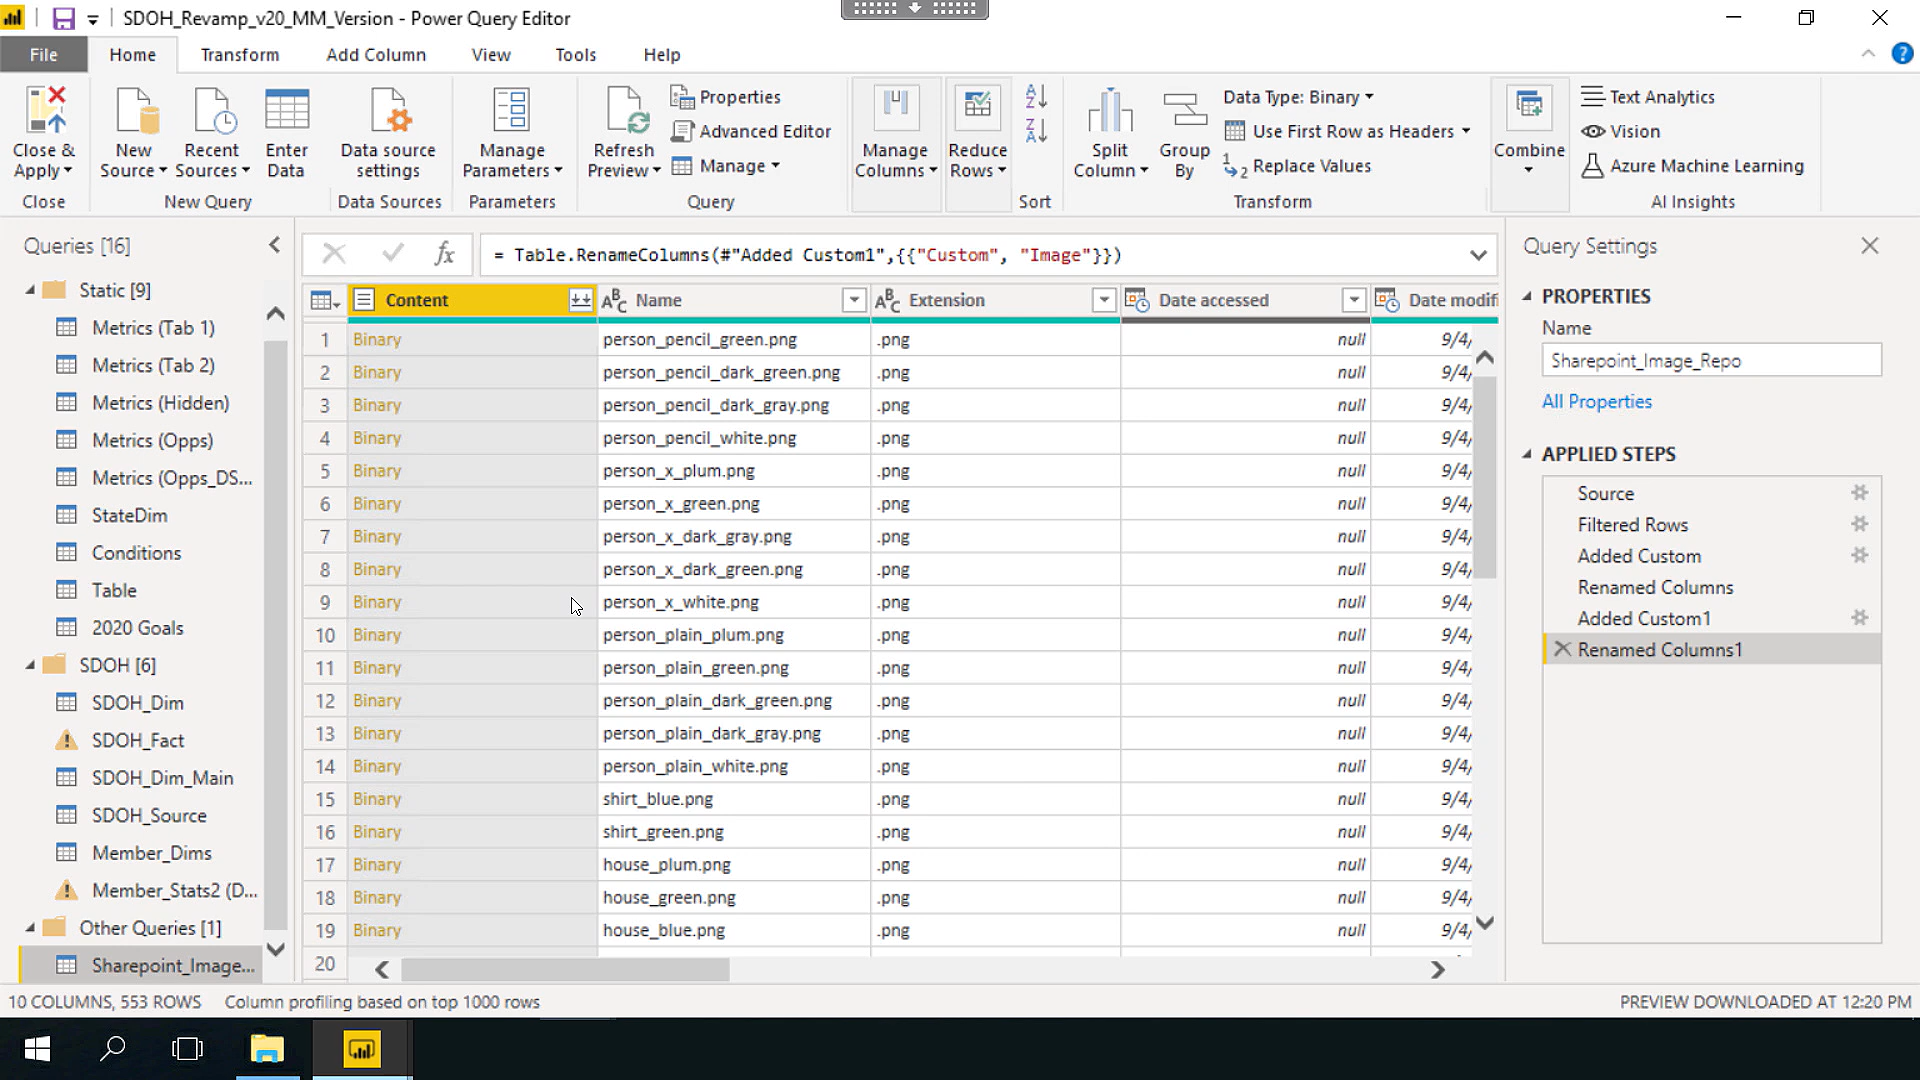 SDOH_Revamp_v20_MM_Version - Power Query Editor
File Home Transform Add Column View Tools Help
Close & Apply
Close
New Source
Recent Sources
Enter Data
New Query
Data source settings
Data Sources
Manage Parameters
Parameters
Refresh Preview
Properties
Advanced Editor
Manage
Query
Manage Columns
Reduce Rows
Sort
Split Column
Group By
Data Type: Binary
Use First Row as Headers
Replace Values
Transform
Combine
Text Analytics
Vision
Azure Machine Learning
AI Insights
Queries [16]
Static [9]
Metrics (Tab 1)
Metrics (Tab 2)
Metrics (Hidden)
Metrics (Opps)
Metrics (Opps_DS...
StateDim
Conditions
Table
2020 Goals
SDOH [6]
SDOH_Dim
SDOH_Fact
SDOH_Dim_Main
SDOH_Source
Member_Dims
Member_Stats2 (D...
Other Queries [1]
Sharepoint_Image...
fx = Table.RenameColumns(#"Added Custom1",{{"Custom", "Image"}})
Content Name Extension Date accessed Date modifi
1 Binary person_pencil_green.png .png null 9/4/
2 Binary person_pencil_dark_green.png .png null 9/4/
3 Binary person_pencil_dark_gray.png .png null 9/4/
4 Binary person_pencil_white.png .png null 9/4/
5 Binary person_x_plum.png .png null 9/4/
6 Binary person_x_green.png .png null 9/4/
7 Binary person_x_dark_gray.png .png null 9/4/
8 Binary person_x_dark_green.png .png null 9/4/
9 Binary person_x_white.png .png null 9/4/
10 Binary person_plain_plum.png .png null 9/4/
11 Binary person_plain_green.png .png null 9/4/
12 Binary person_plain_dark_green.png .png null 9/4/
13 Binary person_plain_dark_gray.png .png null 9/4/
14 Binary person_plain_white.png .png null 9/4/
15 Binary shirt_blue.png .png null 9/4/
16 Binary shirt_green.png .png null 9/4/
17 Binary house_plum.png .png null 9/4/
18 Binary house_green.png .png null 9/4/
19 Binary house_blue.png .png null 9/4/
20
Query Settings
PROPERTIES
Name
Sharepoint_Image_Repo
All Properties
APPLIED STEPS
Source
Filtered Rows
Added Custom
Renamed Columns
Added Custom1
Renamed Columns1
10 COLUMNS, 553 ROWS Column profiling based on top 1000 rows
PREVIEW DOWNLOADED AT 12:20 PM